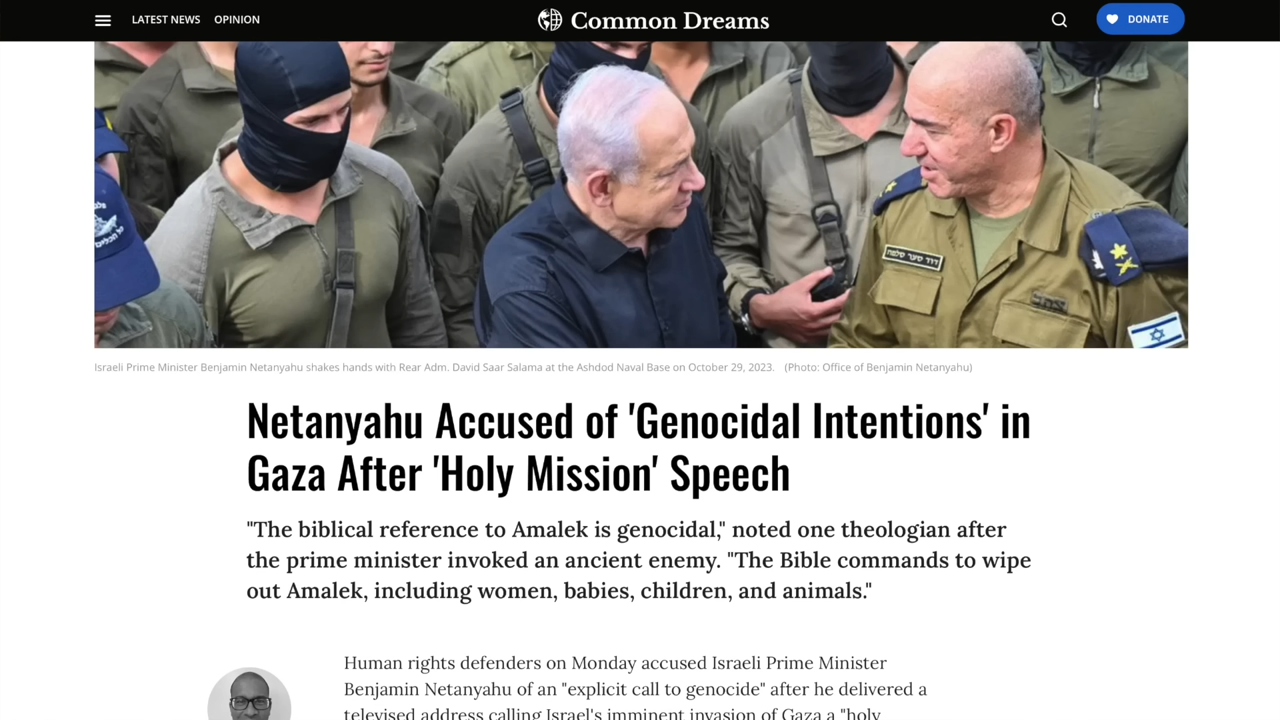 LATEST NEWS OPINION Common Dreams DONATE
דוד סער סלמה
Israeli Prime Minister Benjamin Netanyahu shakes hands with Rear Adm. David Saar Salama at the Ashdod Naval Base on October 29, 2023. (Photo: Office of Benjamin Netanyahu)
Netanyahu Accused of 'Genocidal Intentions' in
Gaza After 'Holy Mission' Speech
"The biblical reference to Amalek is genocidal," noted one theologian after
the prime minister invoked an ancient enemy. "The Bible commands to wipe
out Amalek, including women, babies, children, and animals."
Human rights defenders on Monday accused Israeli Prime Minister
Benjamin Netanyahu of an "explicit call to genocide" after he delivered a
televised address calling Israel's imminent invasion of Gaza a "holy